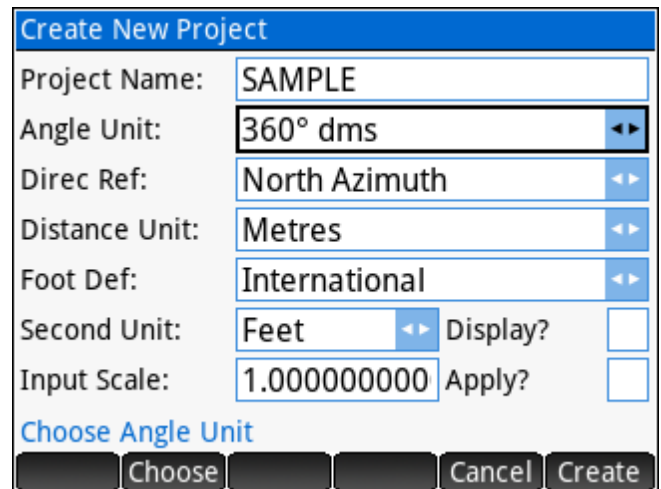 Create New Project
Project Name: SAMPLE
Angle Unit: 360° dms
Direc Ref: North Azimuth
Distance Unit: Metres
Foot Def: International
Second Unit: Feet Display?
Input Scale: 1.000000000 Apply?
Choose Angle Unit
Choose Cancel Create